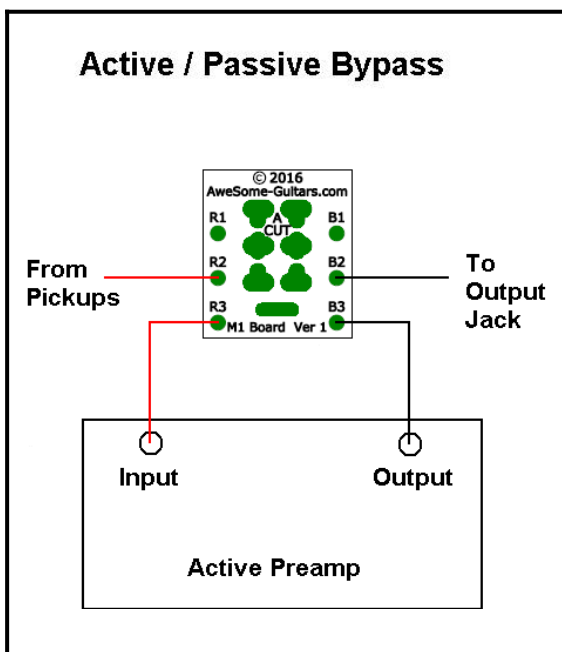 Active / Passive Bypass
© 2016
AweSome-Guitars.com
R1
A
CUT
B1
From
Pickups
R2
B2
To
Output
Jack
R3
B3
M1 Board Ver 1
Input
Output
Active Preamp